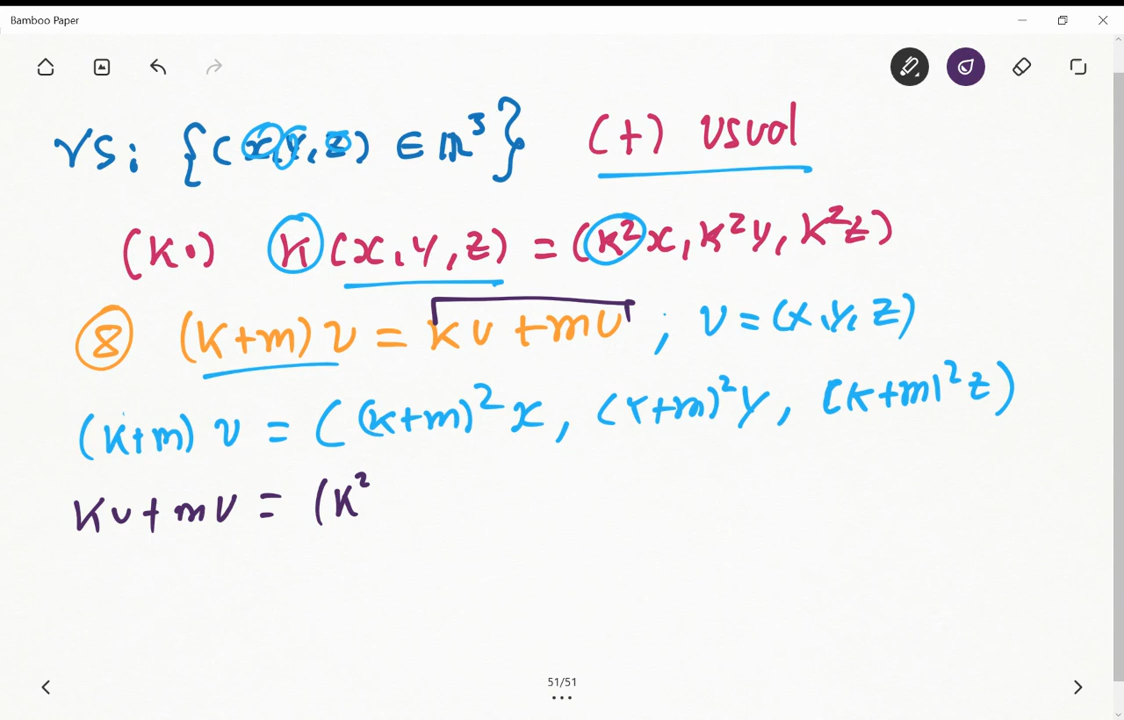 Bamboo Paper
VS: {(x,y,z) ∈ ℝ³} (+) usual
(K·) K(x,y,z) = (K²x, K²y, K²z)
⑧ (K+m)v = Kv + mv ; v = (x,y,z)
(K+m) v = ((K+m)²x, (K+m)²y, (K+m)²z)
Kv+mv = (K²
51/51